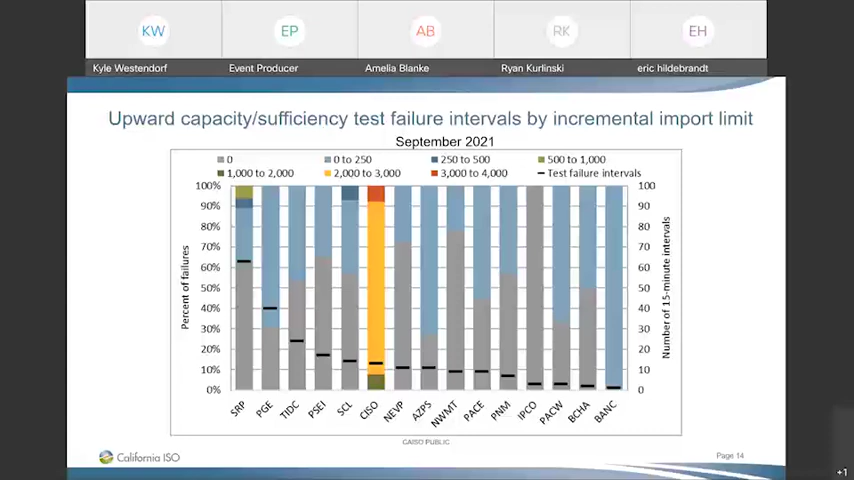 KW EP AB RK EH
Kyle Westendorf Event Producer Amelia Blanke Ryan Kurlinski eric hildebrandt
Upward capacity/sufficiency test failure intervals by incremental import limit
September 2021
0 0 to 250 250 to 500 500 to 1,000
1,000 to 2,000 2,000 to 3,000 3,000 to 4,000 Test failure intervals
Percent of failures
100%
90%
80%
70%
60%
50%
40%
30%
20%
10%
0%
100
90
80
70
60
50
40
30
20
10
0
Number of 15-minute intervals
SRP PGE TIDC PSEI SCL CISO NEVP AZPS NWMT PACE PNM IPCO PACW BCHA BANC
CAISO PUBLIC
California ISO
Page 14
+1